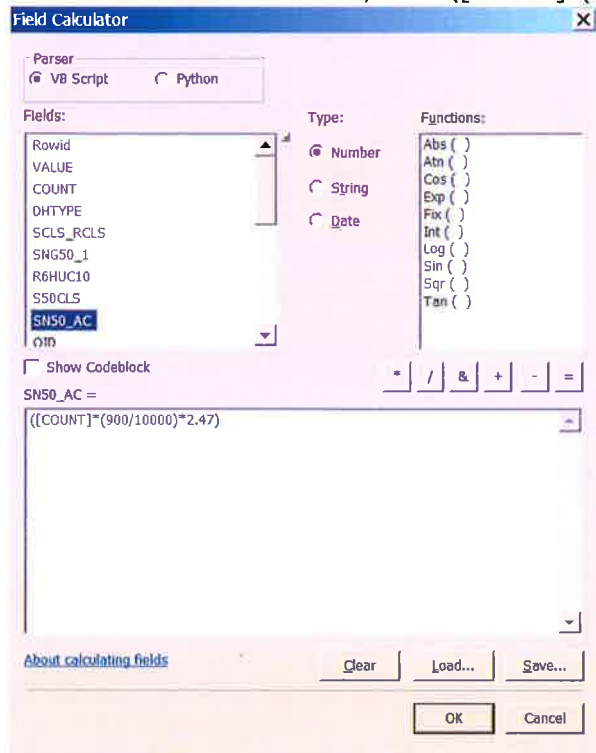 Field Calculator
Parser
VB Script Python
Fields: Type: Functions:
Rowid
VALUE
COUNT
DHTYPE
SCLS_RCLS
SNG50_1
R6HUC10
S50CLS
SN50_AC
OID
Number
String
Date
Abs ( )
Atn ( )
Cos ( )
Exp ( )
Fix ( )
Int ( )
Log ( )
Sin ( )
Sqr ( )
Tan ( )
Show Codeblock
* / & + - =
SN50_AC =
([COUNT]*(900/10000)*2.47)
About calculating fields Clear Load... Save...
OK Cancel